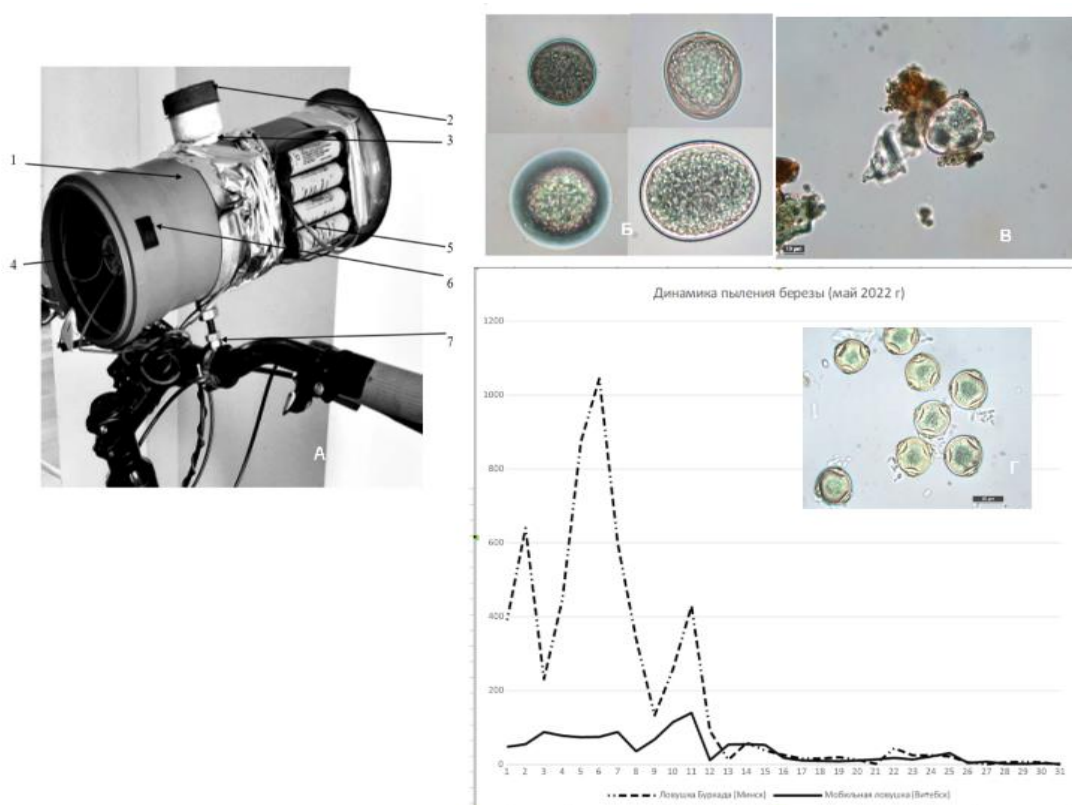 1
2
3
4
5
6
7
А
Б
В
10 µm
Динамика пыления березы (май 2022 г)
1200
1000
800
600
400
200
0
Г
1 2 3 4 5 6 7 8 9 10 11 12 13 14 15 16 17 18 19 20 21 22 23 24 25 26 27 28 29 30 31
Ловушка Буркада (Минск) Мобильная ловушка (Витебск)